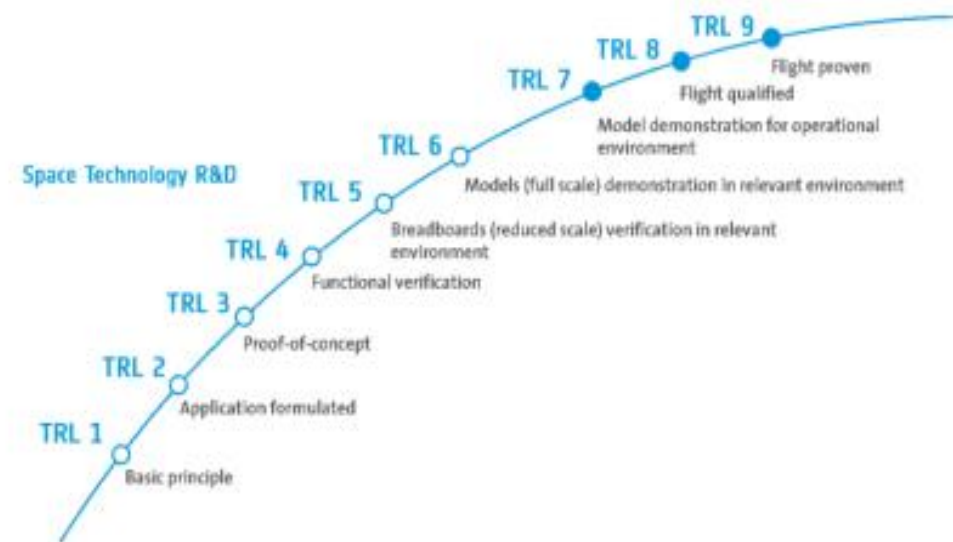 TRL 9
Flight proven
TRL 8
Flight qualified
TRL 7
Model demonstration for operational
environment
TRL 6
Models (full scale) demonstration in relevant environment
Space Technology R&D
TRL 5
Breadboards (reduced scale) verification in relevant
environment
TRL 4
Functional verification
TRL 3
Proof-of-concept
TRL 2
Application formulated
TRL 1
Basic principle